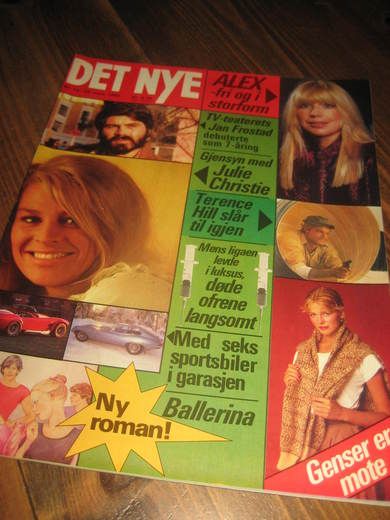 DET NYE
ALEX
-fri og i
storform
TV-teaterets
Jan Frostad
debuterte
som 7-åring
Gjensyn med
Julie
Christie
Terence
Hill slår
til igjen
Mens ligaen
levde
i luksus,
døde
ofrene
langsomt
Med seks
sportsbiler
i garasjen
Ny
roman!
Ballerina
Genser er
mote